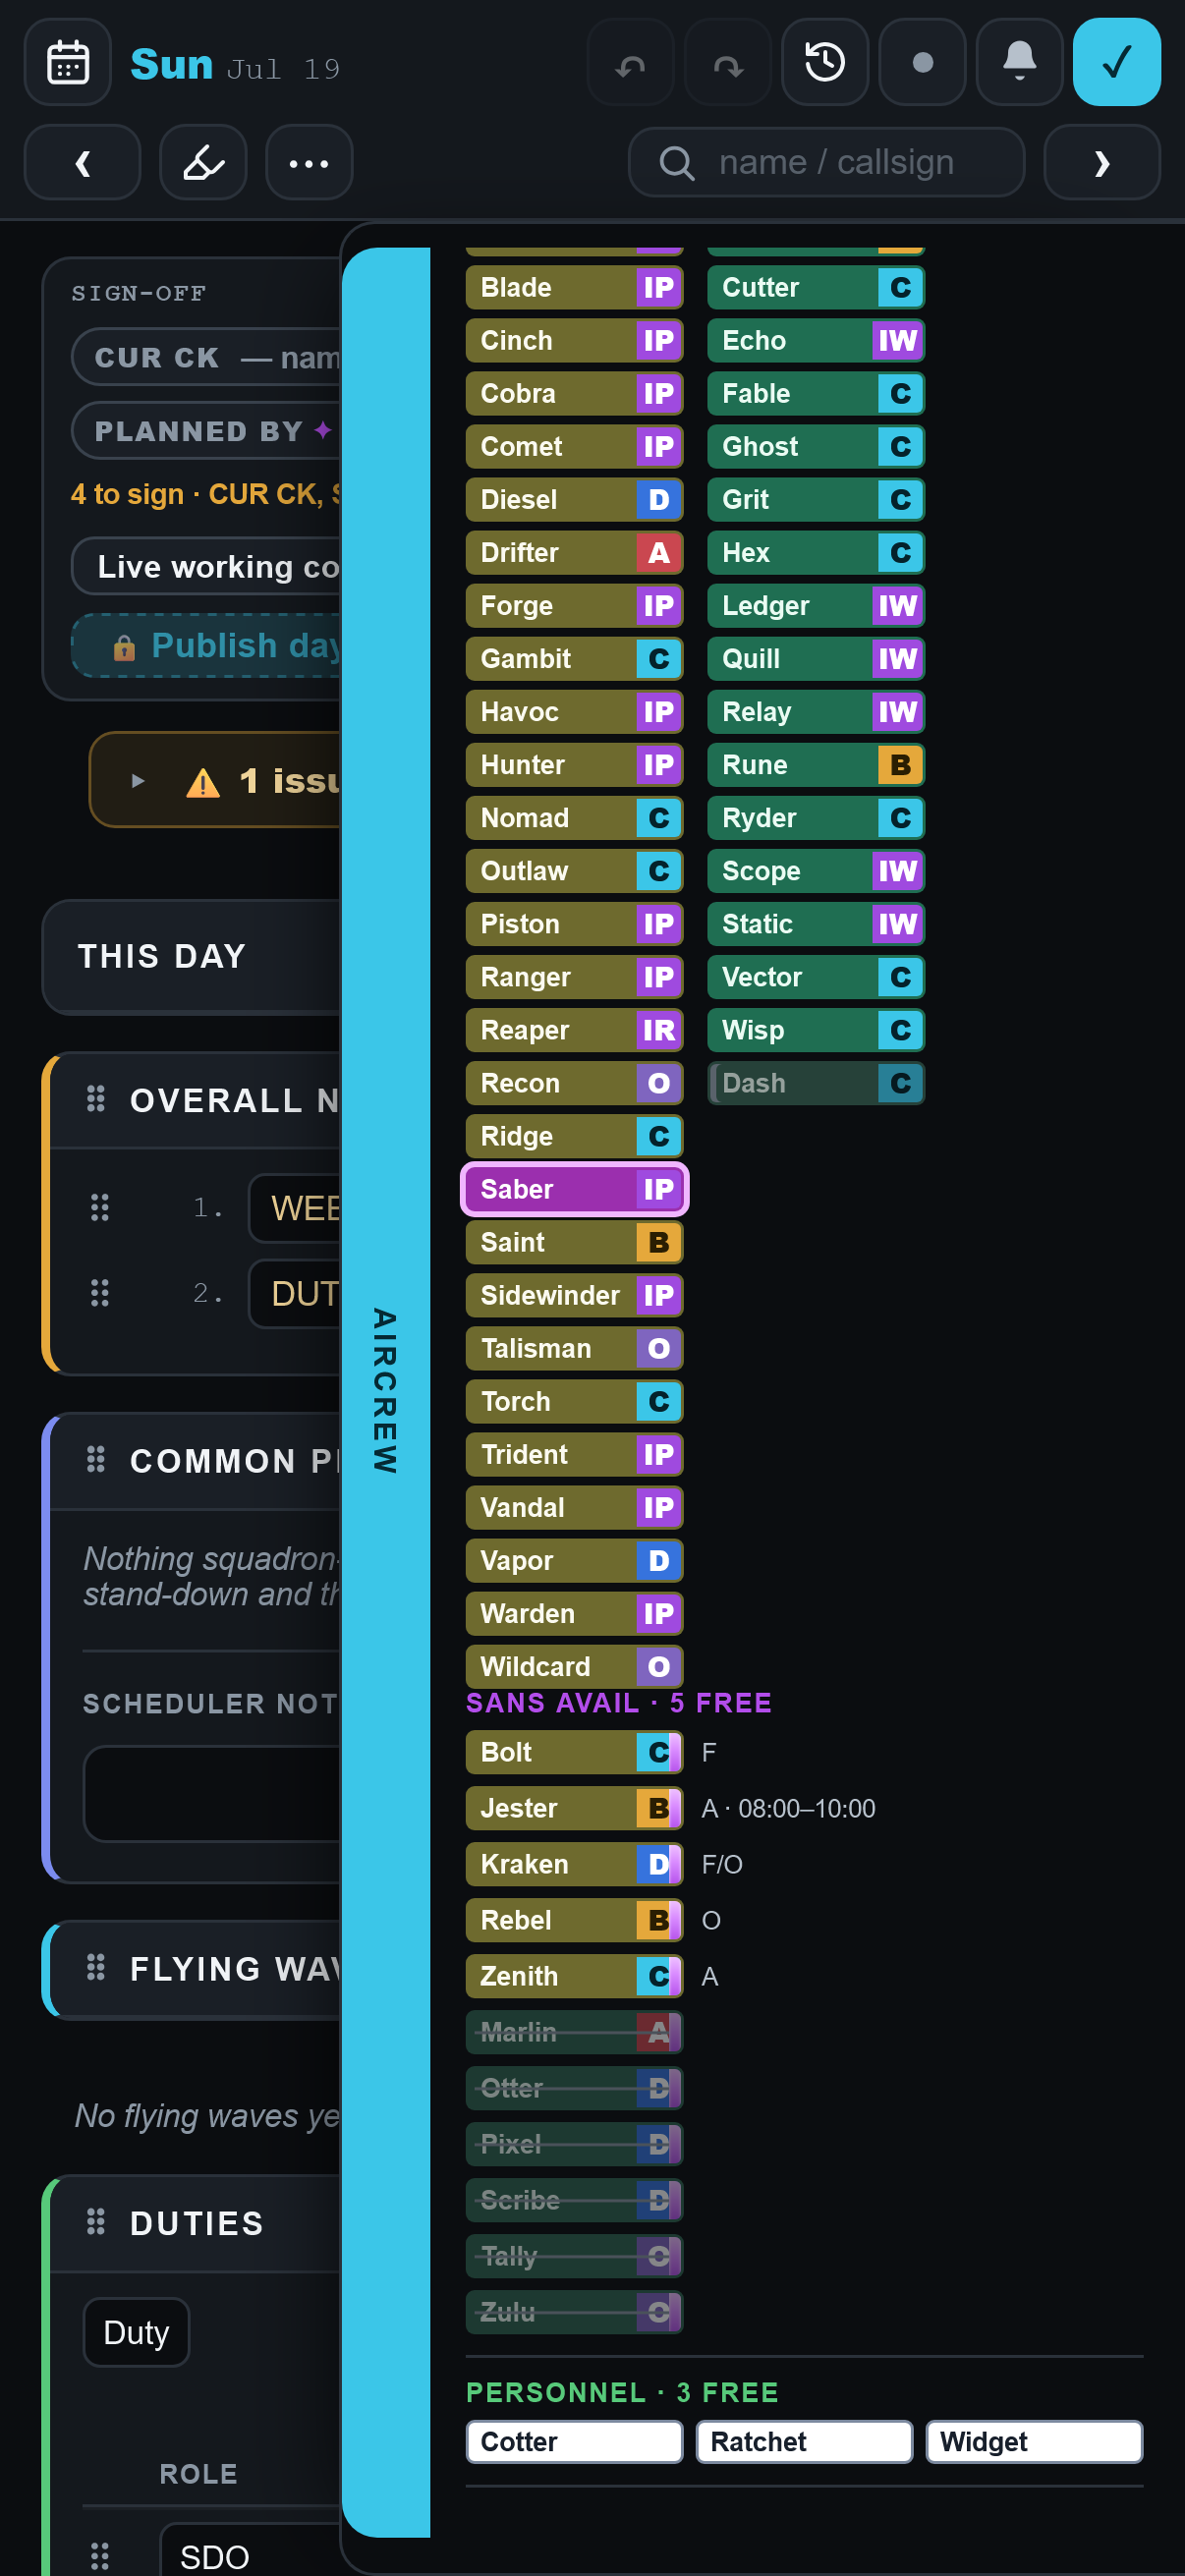 Sun Jul 19
name / callsign
SIGN-OFF
CUR CK — nam
PLANNED BY
4 to sign · CUR CK, S
Live working co
Publish day
1 issu
THIS DAY
OVERALL N
1. WEE
2. DUT
COMMON P
Nothing squadron-
stand-down and th
SCHEDULER NOT
FLYING WAV
No flying waves ye
DUTIES
Duty
ROLE
SDO
AIRCREW
Blade IP Cutter C
Cinch IP Echo IW
Cobra IP Fable C
Comet IP Ghost C
Diesel D Grit C
Drifter A Hex C
Forge IP Ledger IW
Gambit C Quill IW
Havoc IP Relay IW
Hunter IP Rune B
Nomad C Ryder C
Outlaw C Scope IW
Piston IP Static IW
Ranger IP Vector C
Reaper IR Wisp C
Recon O Dash C
Ridge C
Saber IP
Saint B
Sidewinder IP
Talisman O
Torch C
Trident IP
Vandal IP
Vapor D
Warden IP
Wildcard O
SANS AVAIL · 5 FREE
Bolt C F
Jester B A · 08:00–10:00
Kraken D F/O
Rebel B O
Zenith C A
Marlin A
Otter D
Pixel D
Scribe D
Tally O
Zulu O
PERSONNEL · 3 FREE
Cotter Ratchet Widget